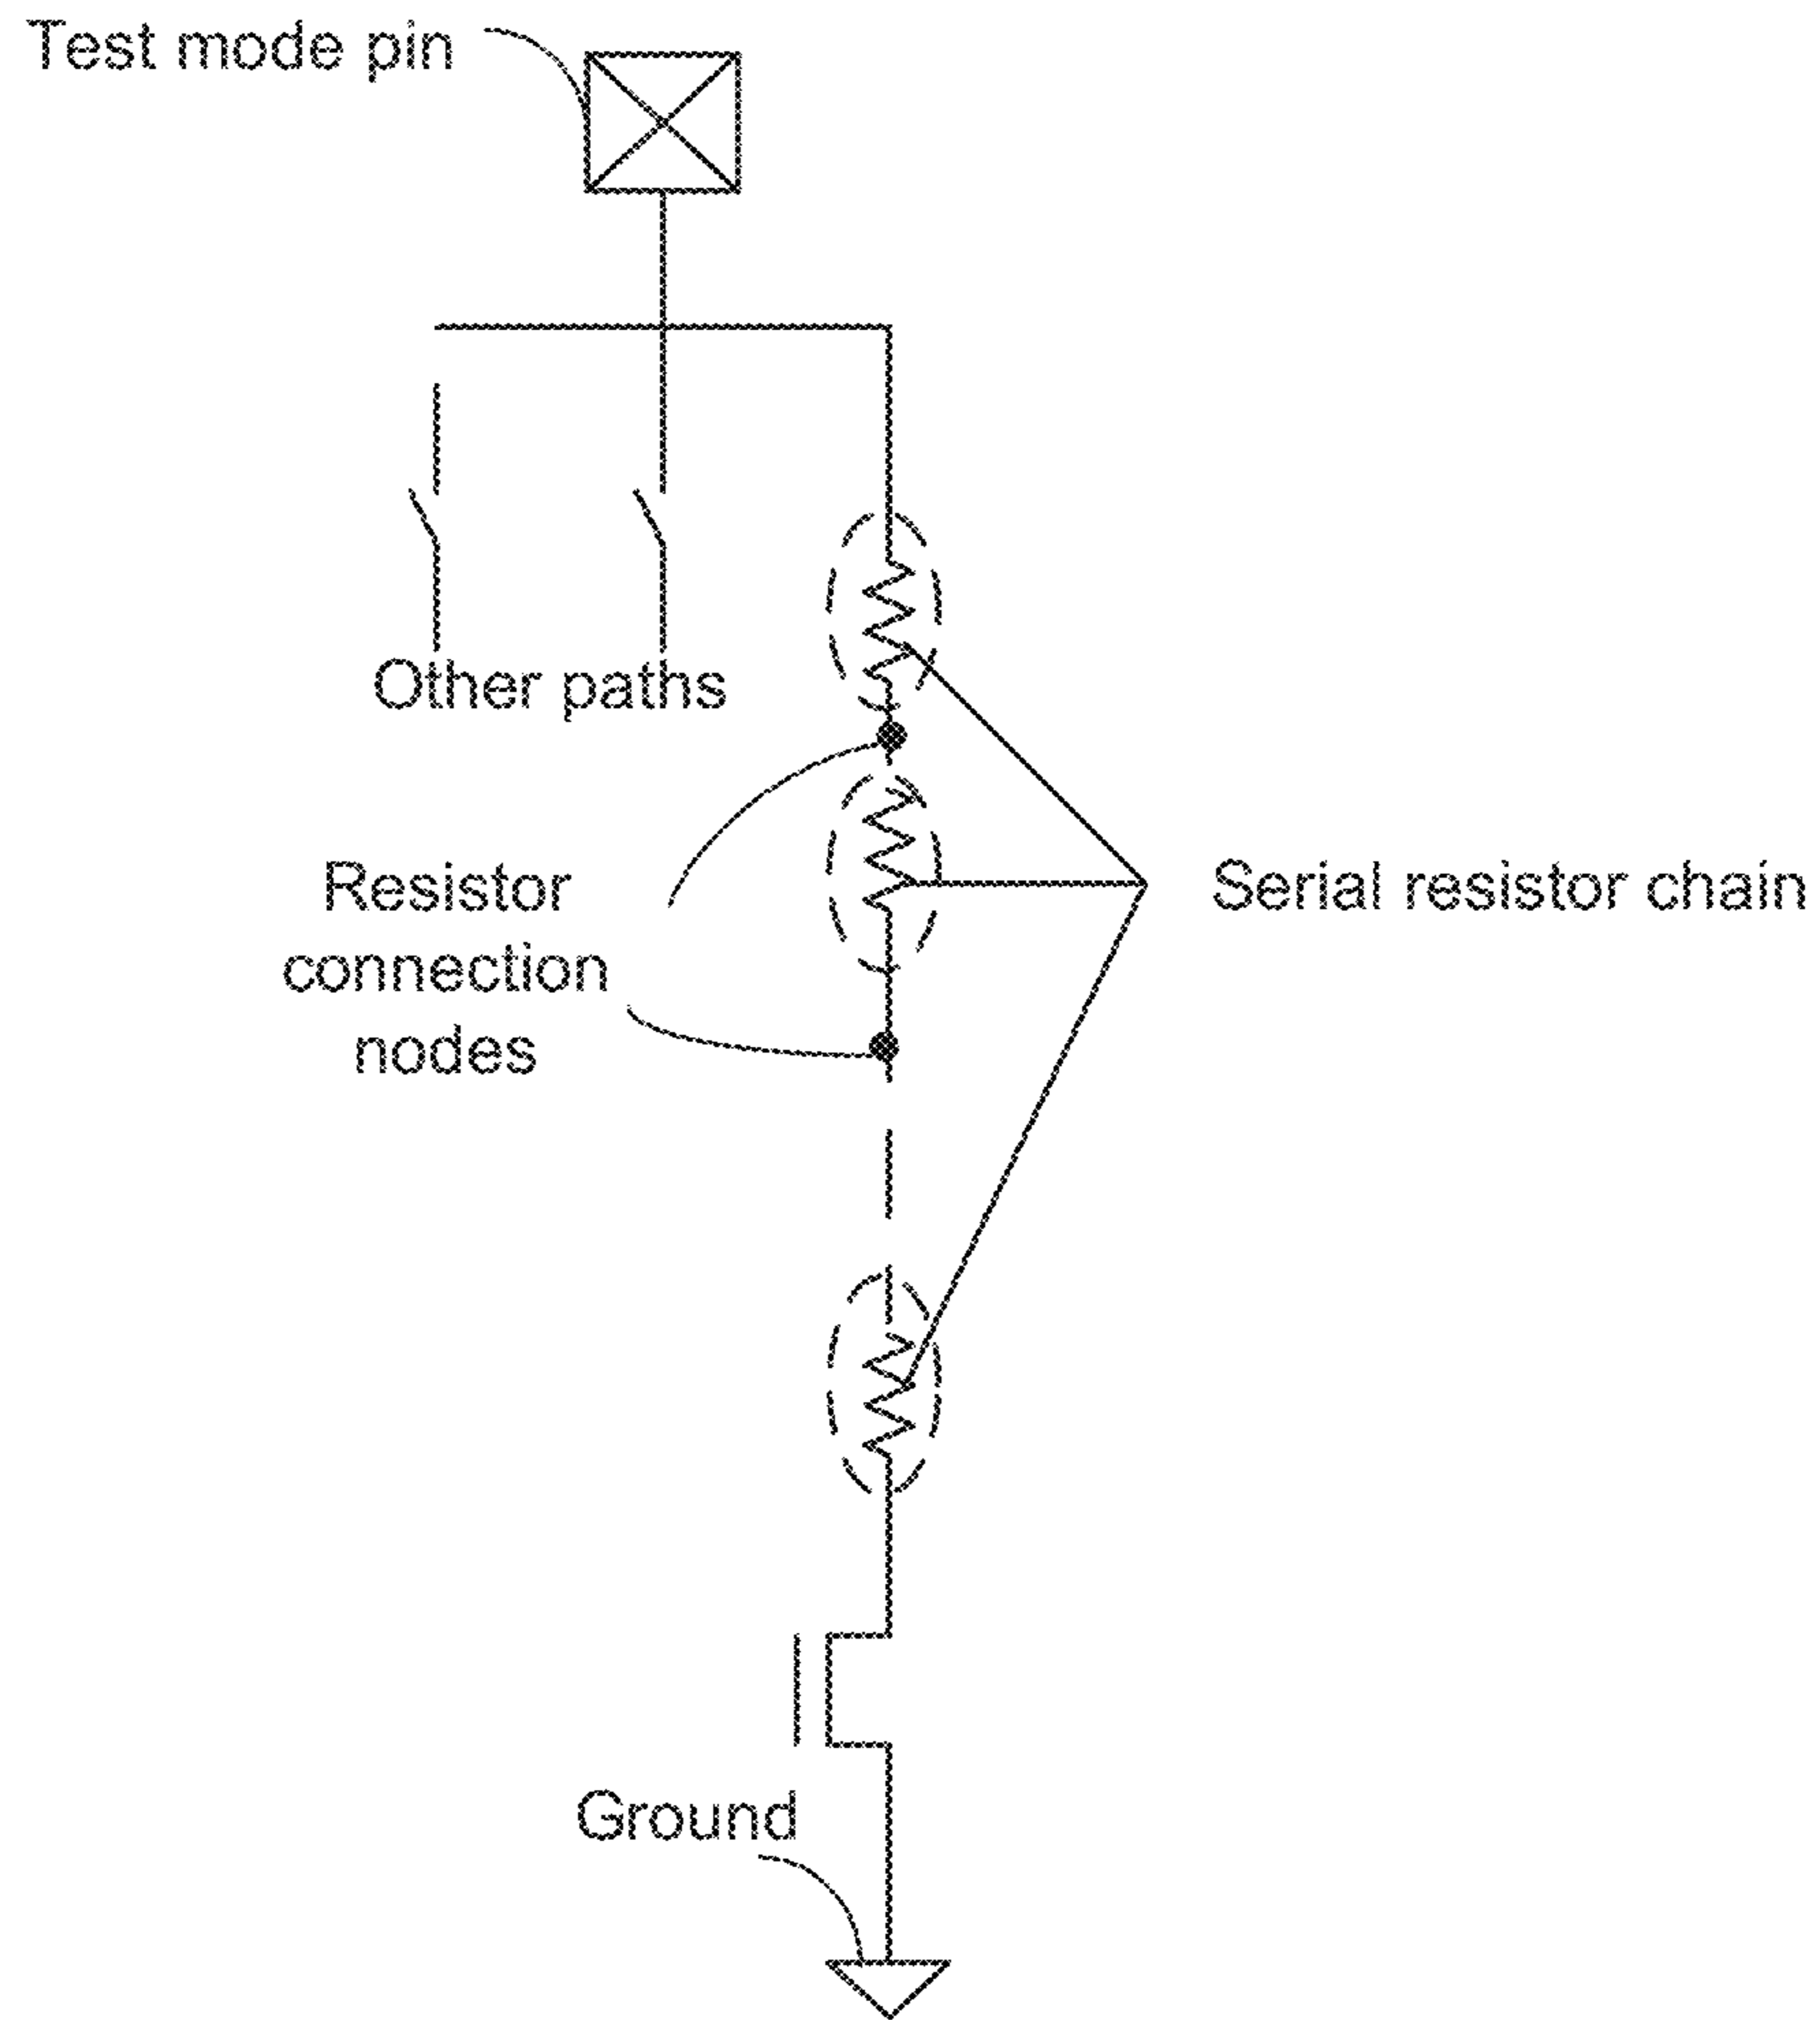 Test mode pin
Other paths
Resistor
connection
nodes
Serial resistor chain
Ground